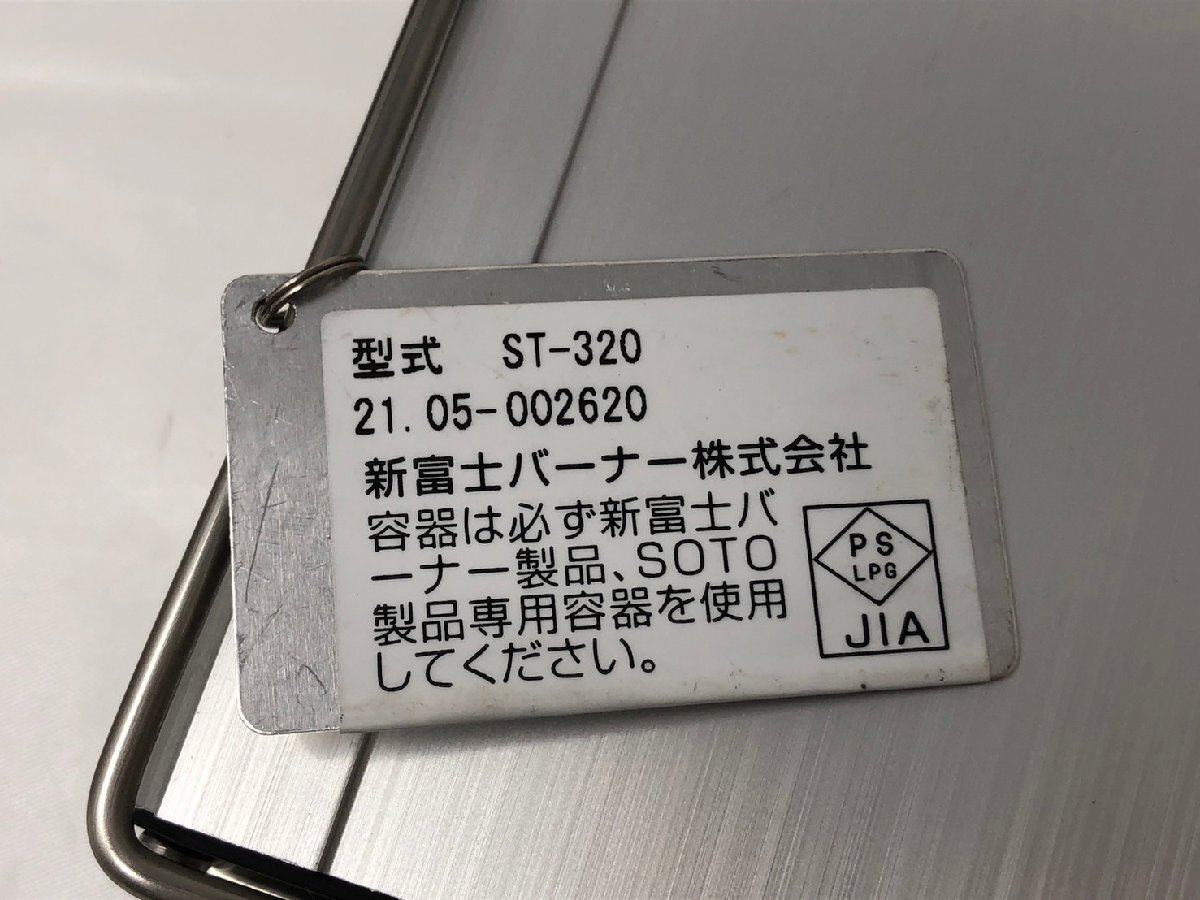 型式 ST-320
21.05-002620
新富士バーナー株式会社
容器は必ず新富士バ
ーナー製品、SOTO
製品専用容器を使用
してください。
PS
LPG
JIA